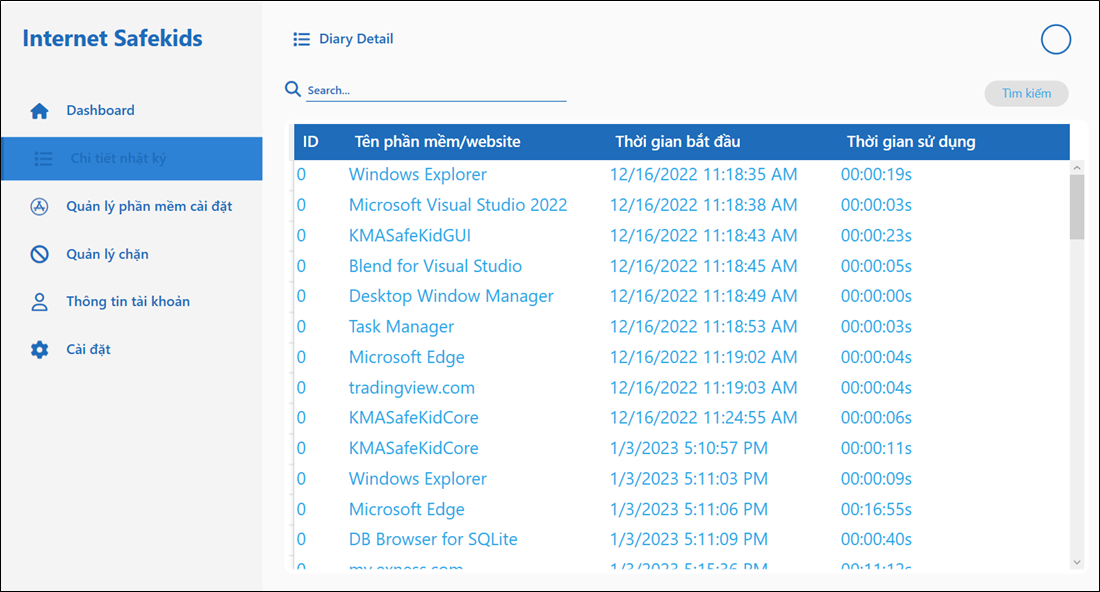 Internet Safekids
Dashboard
Chi tiết nhật ký
Quản lý phần mềm cài đặt
Quản lý chặn
Thông tin tài khoản
Cài đặt
Diary Detail
Search...
Tìm kiếm
ID Tên phần mềm/website Thời gian bắt đầu Thời gian sử dụng
0 Windows Explorer 12/16/2022 11:18:35 AM 00:00:19s
0 Microsoft Visual Studio 2022 12/16/2022 11:18:38 AM 00:00:03s
0 KMASafeKidGUI 12/16/2022 11:18:43 AM 00:00:23s
0 Blend for Visual Studio 12/16/2022 11:18:45 AM 00:00:05s
0 Desktop Window Manager 12/16/2022 11:18:49 AM 00:00:00s
0 Task Manager 12/16/2022 11:18:53 AM 00:00:03s
0 Microsoft Edge 12/16/2022 11:19:02 AM 00:00:04s
0 tradingview.com 12/16/2022 11:19:03 AM 00:00:04s
0 KMASafeKidCore 12/16/2022 11:24:55 AM 00:00:06s
0 KMASafeKidCore 1/3/2023 5:10:57 PM 00:00:11s
0 Windows Explorer 1/3/2023 5:11:03 PM 00:00:09s
0 Microsoft Edge 1/3/2023 5:11:06 PM 00:16:55s
0 DB Browser for SQLite 1/3/2023 5:11:09 PM 00:00:40s
0 1/3/2023 5:15:36 PM